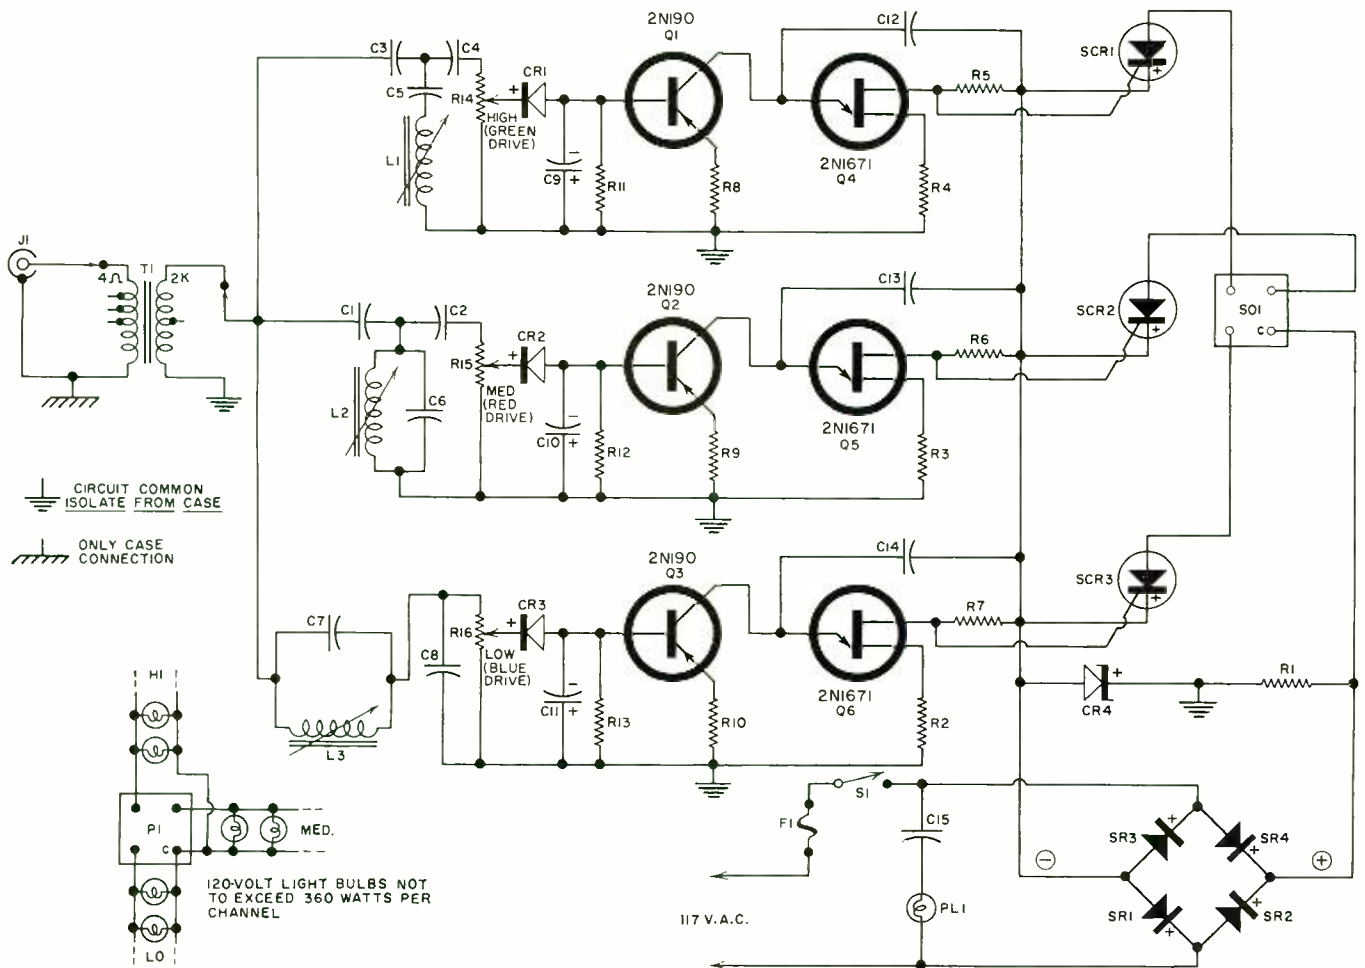 2N190
Q1
C12
C3
C4
C5
CR1
+
R14
HIGH
(GREEN
DRIVE)
L1
C9
−
+
R11
R8
2N1671
Q4
R5
R4
SCR1
+
J1
4Ω
T1
2K
2N190
Q2
C13
C1
C2
CR2
+
R15
MED
(RED
DRIVE)
L2
C6
C10
−
+
R12
R9
2N1671
Q5
R6
R3
SCR2
+
SO1
C
CIRCUIT COMMON
ISOLATE FROM CASE
ONLY CASE
CONNECTION
2N190
Q3
C14
C7
C8
L3
CR3
+
R16
LOW
(BLUE
DRIVE)
C11
−
+
R13
R10
2N1671
Q6
R7
R2
SCR3
+
CR4
+
R1
HI
P1
C
MED.
LO
120-VOLT LIGHT BULBS NOT
TO EXCEED 360 WATTS PER
CHANNEL
F1
S1
C15
PL1
117 V.A.C.
−
+
SR3
+
SR4
+
SR1
+
SR2
+